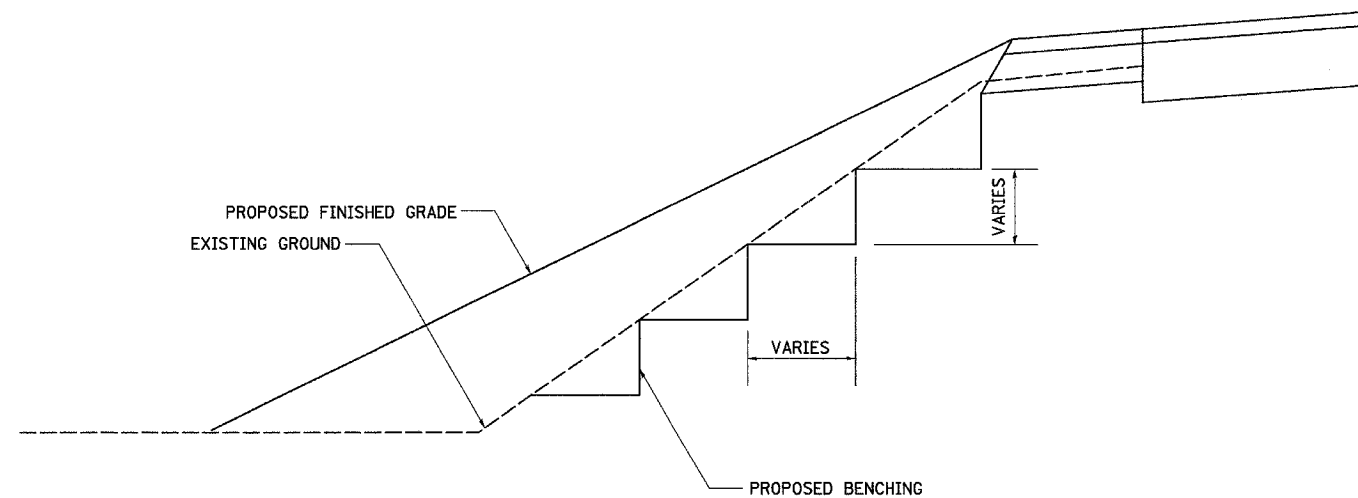 PROPOSED FINISHED GRADE
EXISTING GROUND
VARIES
VARIES
PROPOSED BENCHING